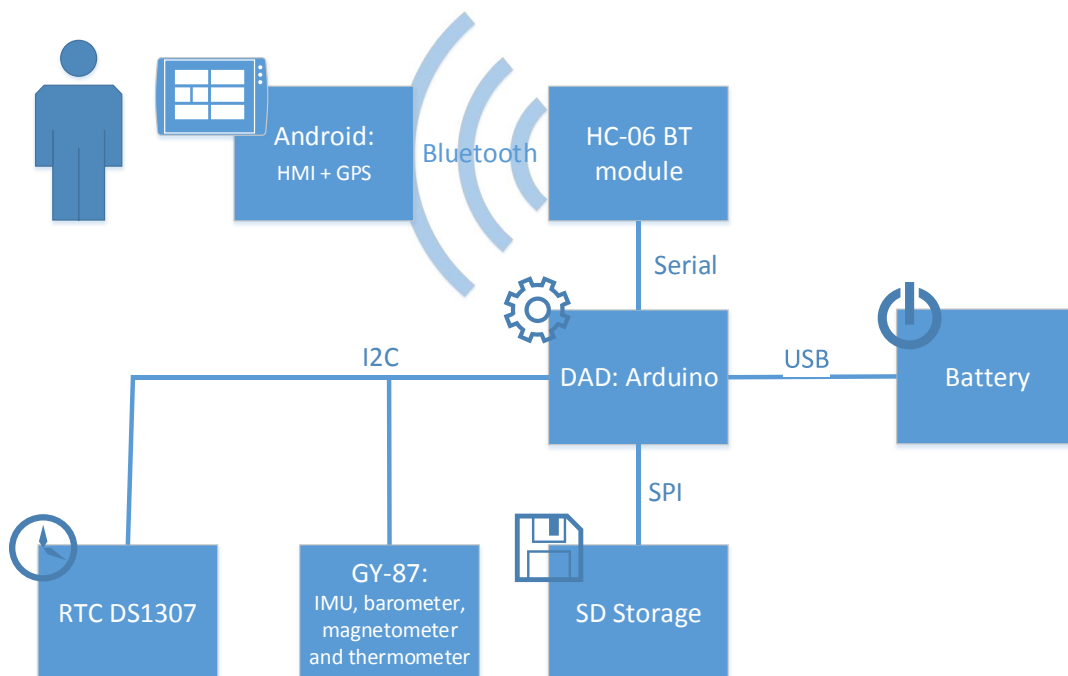 Android:
HMI + GPS
Bluetooth
HC-06 BT
module
Serial
I2C
DAD: Arduino
USB
Battery
SPI
RTC DS1307
GY-87:
IMU, barometer,
magnetometer
and thermometer
SD Storage